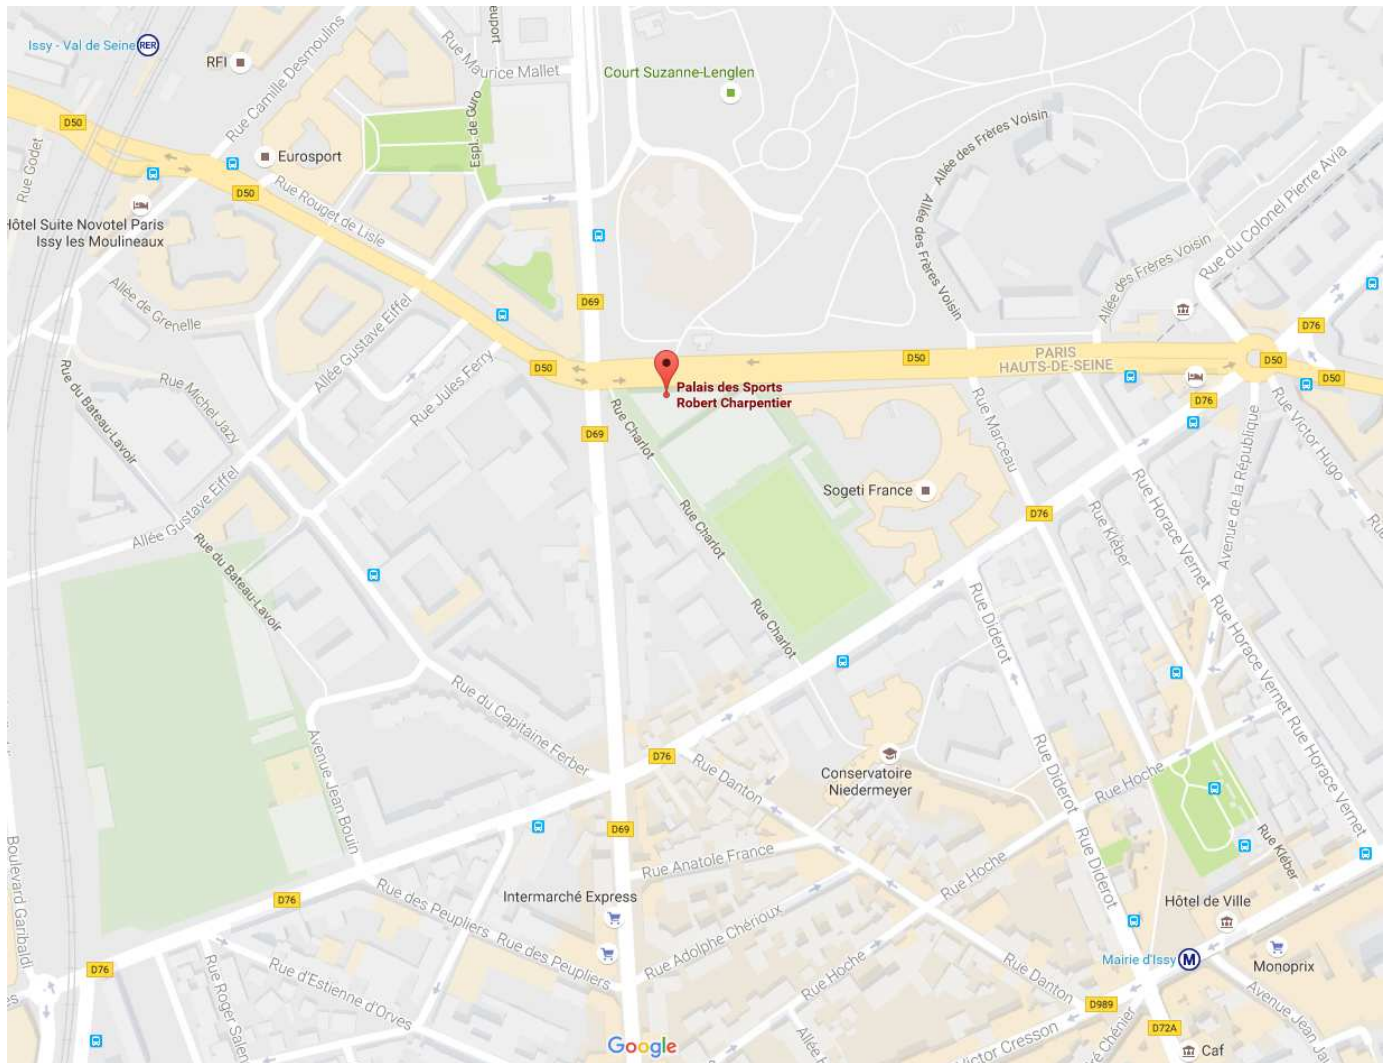 Issy - Val de Seine
RER
RFI
Rue Camille Desmoulins
Rue Maurice Mallet
Court Suzanne-Lenglen
D50
Rue Godet
Eurosport
Espl. de Guro
Allée des Frères Voisin
Allée des Frères Voisin
Rue du Colonel Pierre Avia
D50
Rue Rouget de Lisle
Hôtel Suite Novotel Paris
Issy les Moulineaux
Allée des Frères Voisin
Allée de Grenelle
D69
D76
Allée Gustave Eiffel
Rue Jules Ferry
D50
D50
PARIS
HAUTS-DE-SEINE
D50
D50
Rue du Bateau-Lavoir
Rue Michel Jazy
Palais des Sports
Robert Charpentier
D76
Rue Victor Hugo
D69
Rue Charlot
Rue Marceau
Avenue de la République
Allée Gustave Eiffel
Sogeti France
D76
Rue Kléber
Rue Horace Vernet
Rue Charlot
Rue du Bateau-Lavoir
Rue Charlot
Rue Diderot
Rue Horace Vernet
Rue Horace Vernet
Rue du Capitaine Ferber
Avenue Jean Bouin
D76
Rue Danton
Conservatoire
Niedermeyer
Rue Diderot
Rue Hoche
D69
Rue Anatole France
Rue Hoche
Rue Diderot
Rue Kléber
Boulevard Garibaldi
D76
Rue des Peupliers
Intermarché Express
Hôtel de Ville
Rue des Peupliers
Rue Adolphe Chérioux
Mairie d'Issy
M
Monoprix
D76
Rue Roger Salen
Rue d'Estienne d'Orves
Rue Hoche
Rue Danton
D989
Avenue Jean J
Google
Victor Cresson
Chénier
D72A
Caf